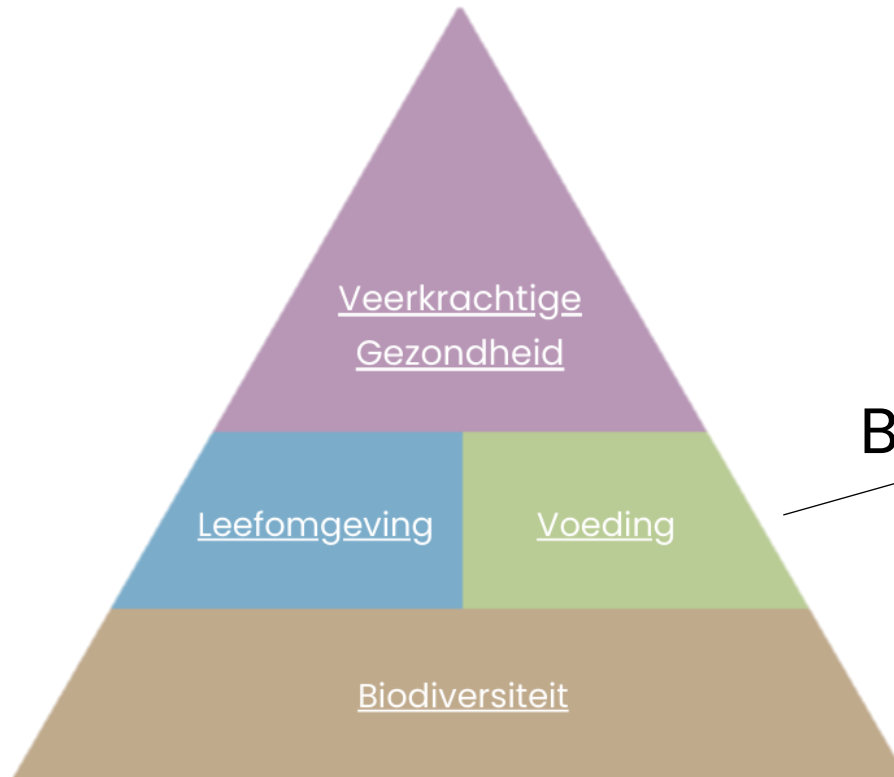 Veerkrachtige
Gezondheid
B
Leefomgeving
Voeding
Biodiversiteit